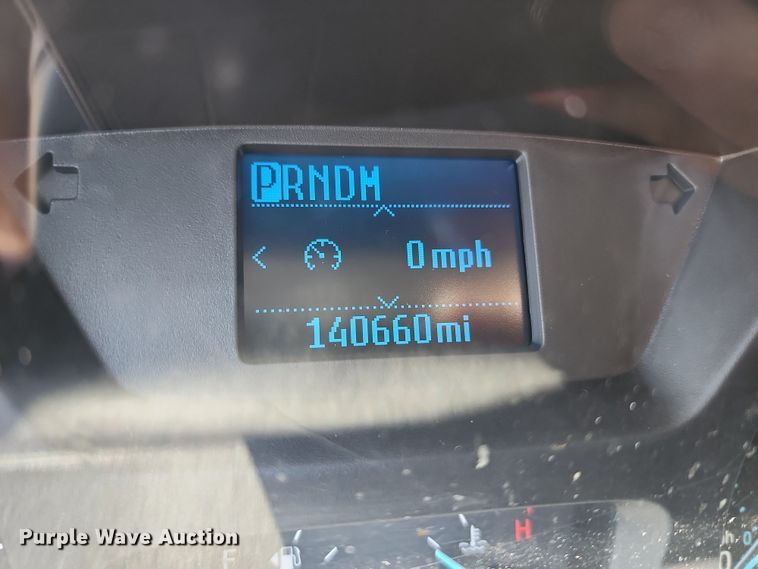 PRNDM
0 mph
140660mi
H
F
Purple Wave Auction